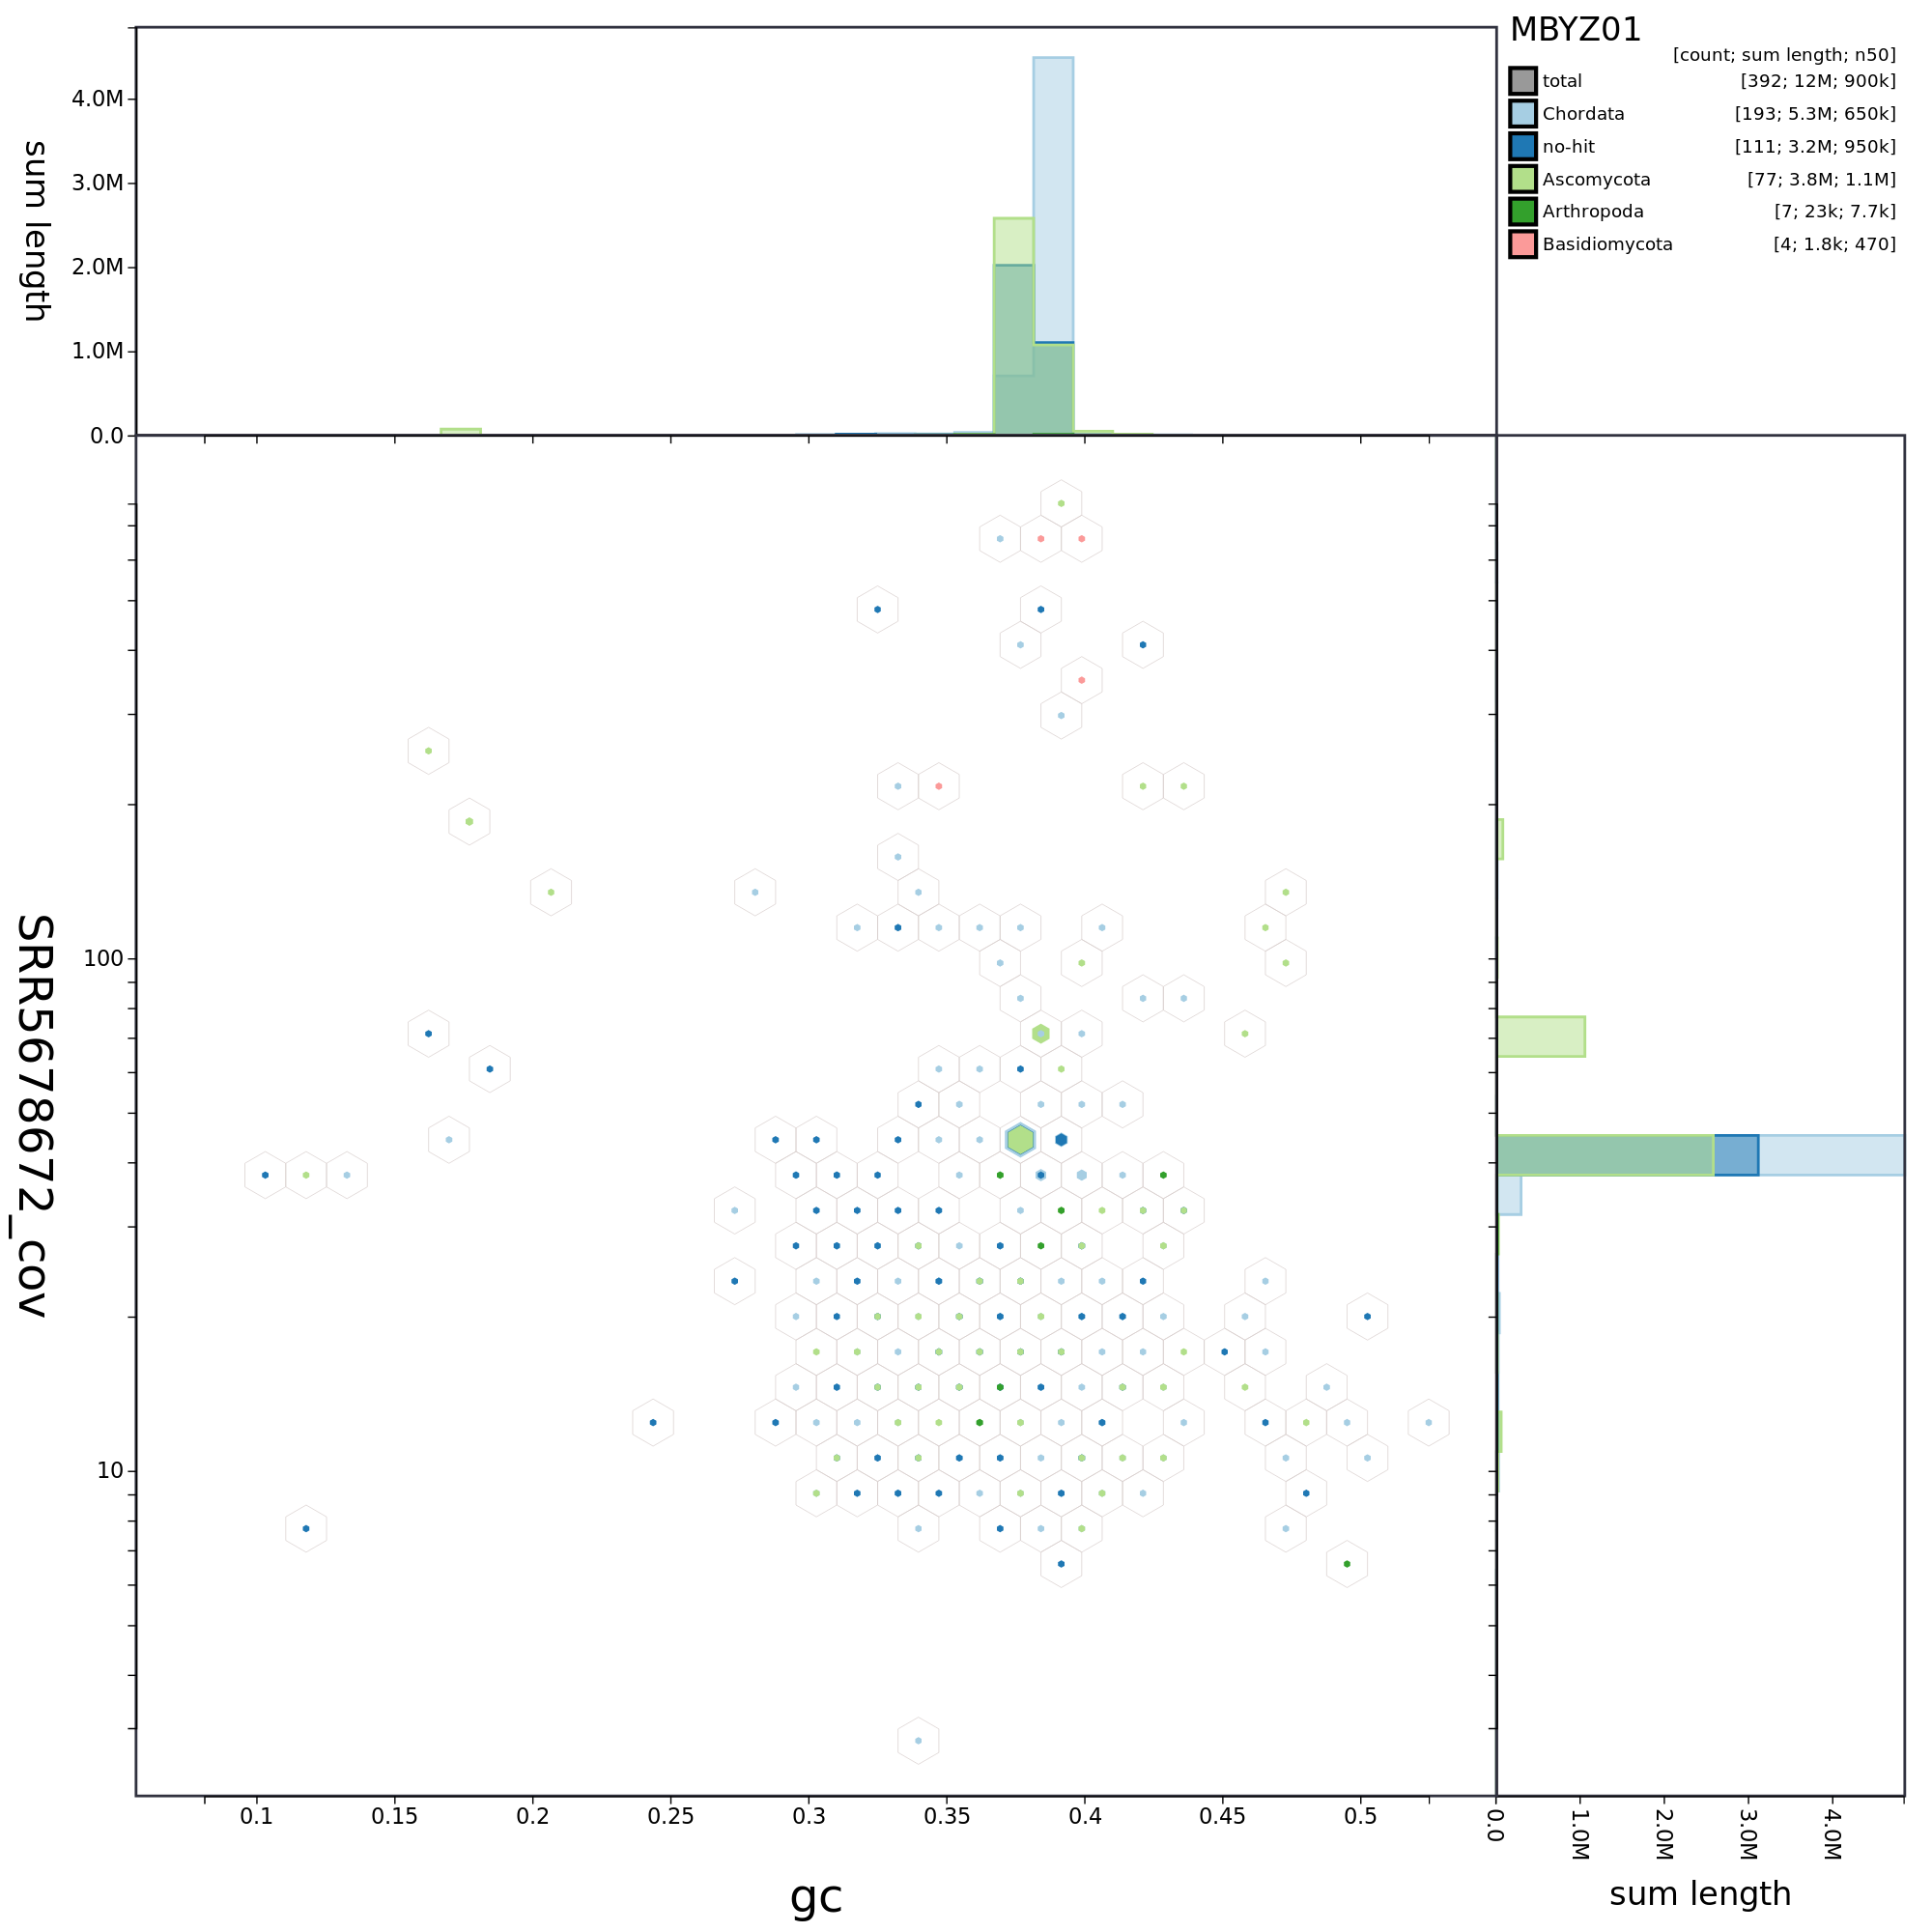 MBYZ01
[count; sum length; n50]
total [392; 12M; 900k]
Chordata [193; 5.3M; 650k]
no-hit [111; 3.2M; 950k]
Ascomycota [77; 3.8M; 1.1M]
Arthropoda [7; 23k; 7.7k]
Basidiomycota [4; 1.8k; 470]
sum length
4.0M
3.0M
2.0M
1.0M
0.0
SRR5678672_cov
100
10
0.1 0.15 0.2 0.25 0.3 0.35 0.4 0.45 0.5
gc
0.0 1.0M 2.0M 3.0M 4.0M
sum length